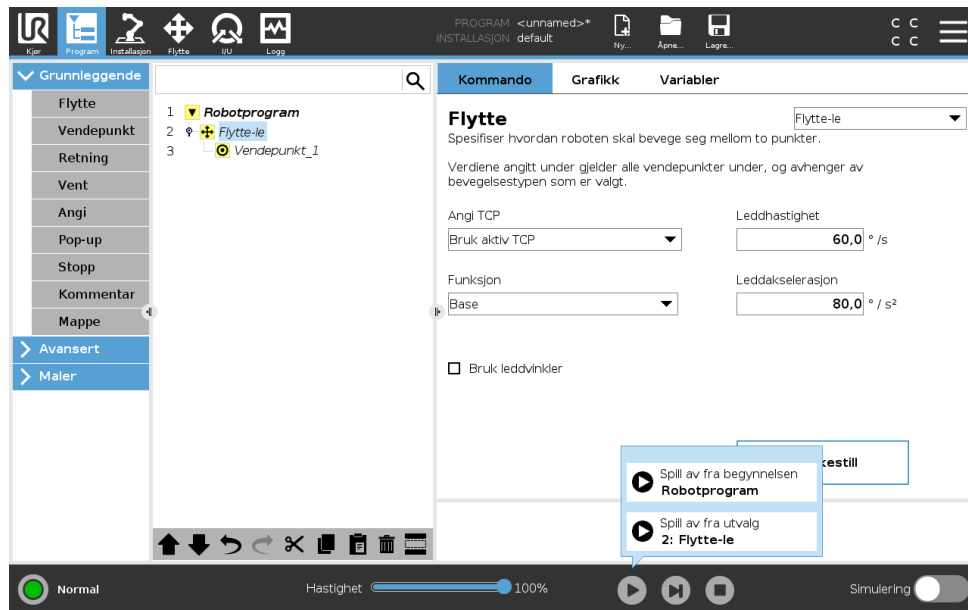 PROGRAM <unnamed>*
INSTALLASJON default
Kjør
Program
Installasjon
Flytte
I/U
Logg
Ny...
Åpne...
Lagre...
C C
C C
Grunnleggende
Flytte
Vendepunkt
Retning
Vent
Angi
Pop-up
Stopp
Kommentar
Mappe
Avansert
Maler
1 Robotprogram
2 Flytte-le
3 Vendepunkt_1
Kommando Grafikk Variabler
Flytte
Flytte-le
Spesifiser hvordan roboten skal bevege seg mellom to punkter.
Verdiene angitt under gjelder alle vendepunkter under, og avhenger av
bevegelsestypen som er valgt.
Angi TCP
Leddhastighet
Bruk aktiv TCP
60,0 ° /s
Funksjon
Leddakselerasjon
Base
80,0 ° / s²
Bruk leddvinkler
Spill av fra begynnelsen
Robotprogram
Spill av fra utvalg
2: Flytte-le
Normal
Hastighet
100%
Simulering